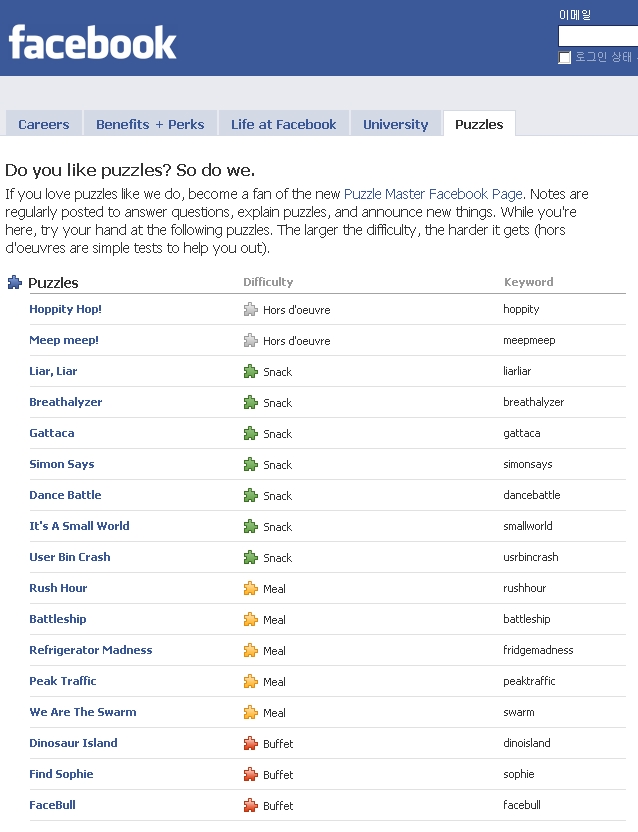 facebook
이메일
로그인 상태
Careers Benefits + Perks Life at Facebook University Puzzles
Do you like puzzles? So do we.
If you love puzzles like we do, become a fan of the new Puzzle Master Facebook Page. Notes are
regularly posted to answer questions, explain puzzles, and announce new things. While you're
here, try your hand at the following puzzles. The larger the difficulty, the harder it gets (hors
d'oeuvres are simple tests to help you out).
Puzzles Difficulty Keyword
Hoppity Hop! Hors d'oeuvre hoppity
Meep meep! Hors d'oeuvre meepmeep
Liar, Liar Snack liarliar
Breathalyzer Snack breathalyzer
Gattaca Snack gattaca
Simon Says Snack simonsays
Dance Battle Snack dancebattle
It's A Small World Snack smallworld
User Bin Crash Snack usrbincrash
Rush Hour Meal rushhour
Battleship Meal battleship
Refrigerator Madness Meal fridgemadness
Peak Traffic Meal peaktraffic
We Are The Swarm Meal swarm
Dinosaur Island Buffet dinoisland
Find Sophie Buffet sophie
FaceBull Buffet facebull